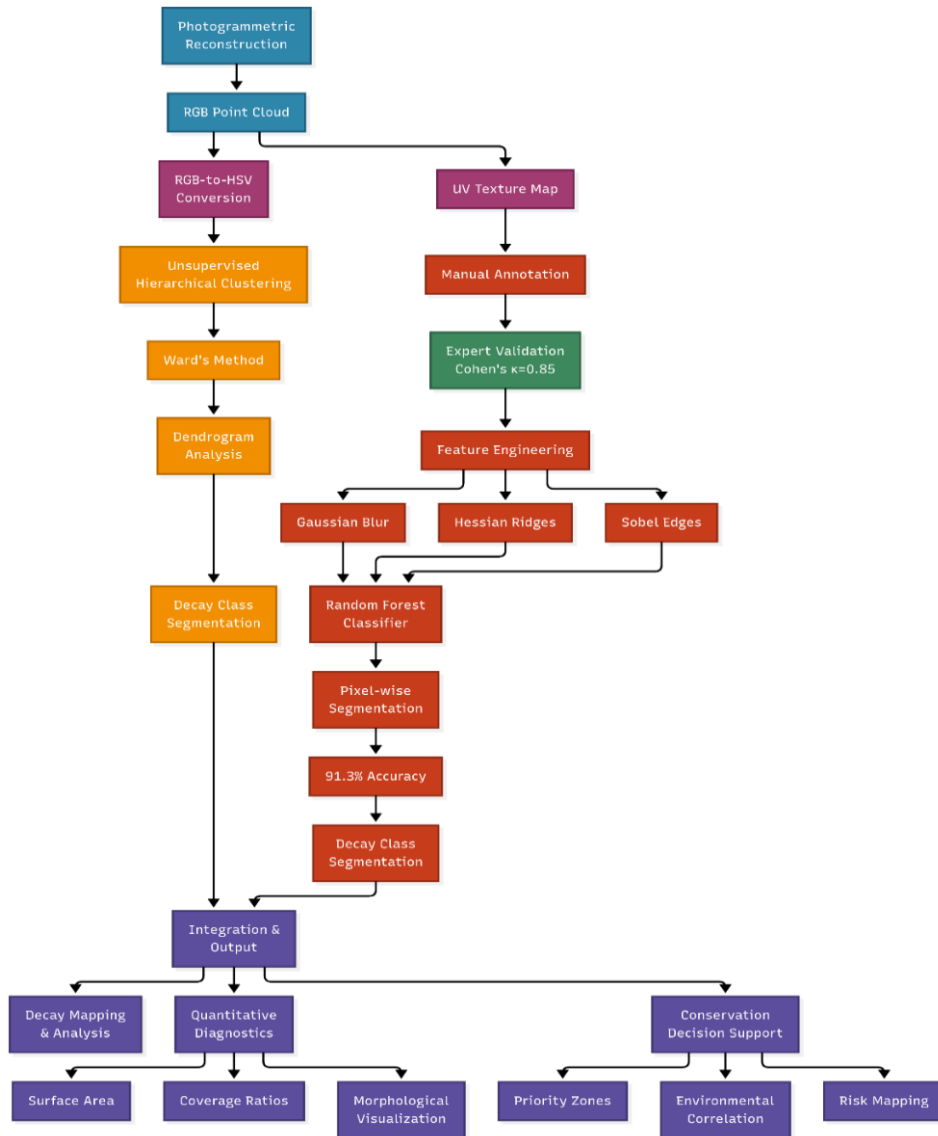 Photogrammetric
Reconstruction
RGB Point Cloud
RGB-to-HSV
Conversion
UV Texture Map
Unsupervised
Hierarchical Clustering
Manual Annotation
Ward's Method
Expert Validation
Cohen's κ=0.85
Dendrogram
Analysis
Feature Engineering
Gaussian Blur
Hessian Ridges
Sobel Edges
Decay Class
Segmentation
Random Forest
Classifier
Pixel-wise
Segmentation
91.3% Accuracy
Decay Class
Segmentation
Integration &
Output
Decay Mapping
& Analysis
Quantitative
Diagnostics
Conservation
Decision Support
Surface Area
Coverage Ratios
Morphological
Visualization
Priority Zones
Environmental
Correlation
Risk Mapping